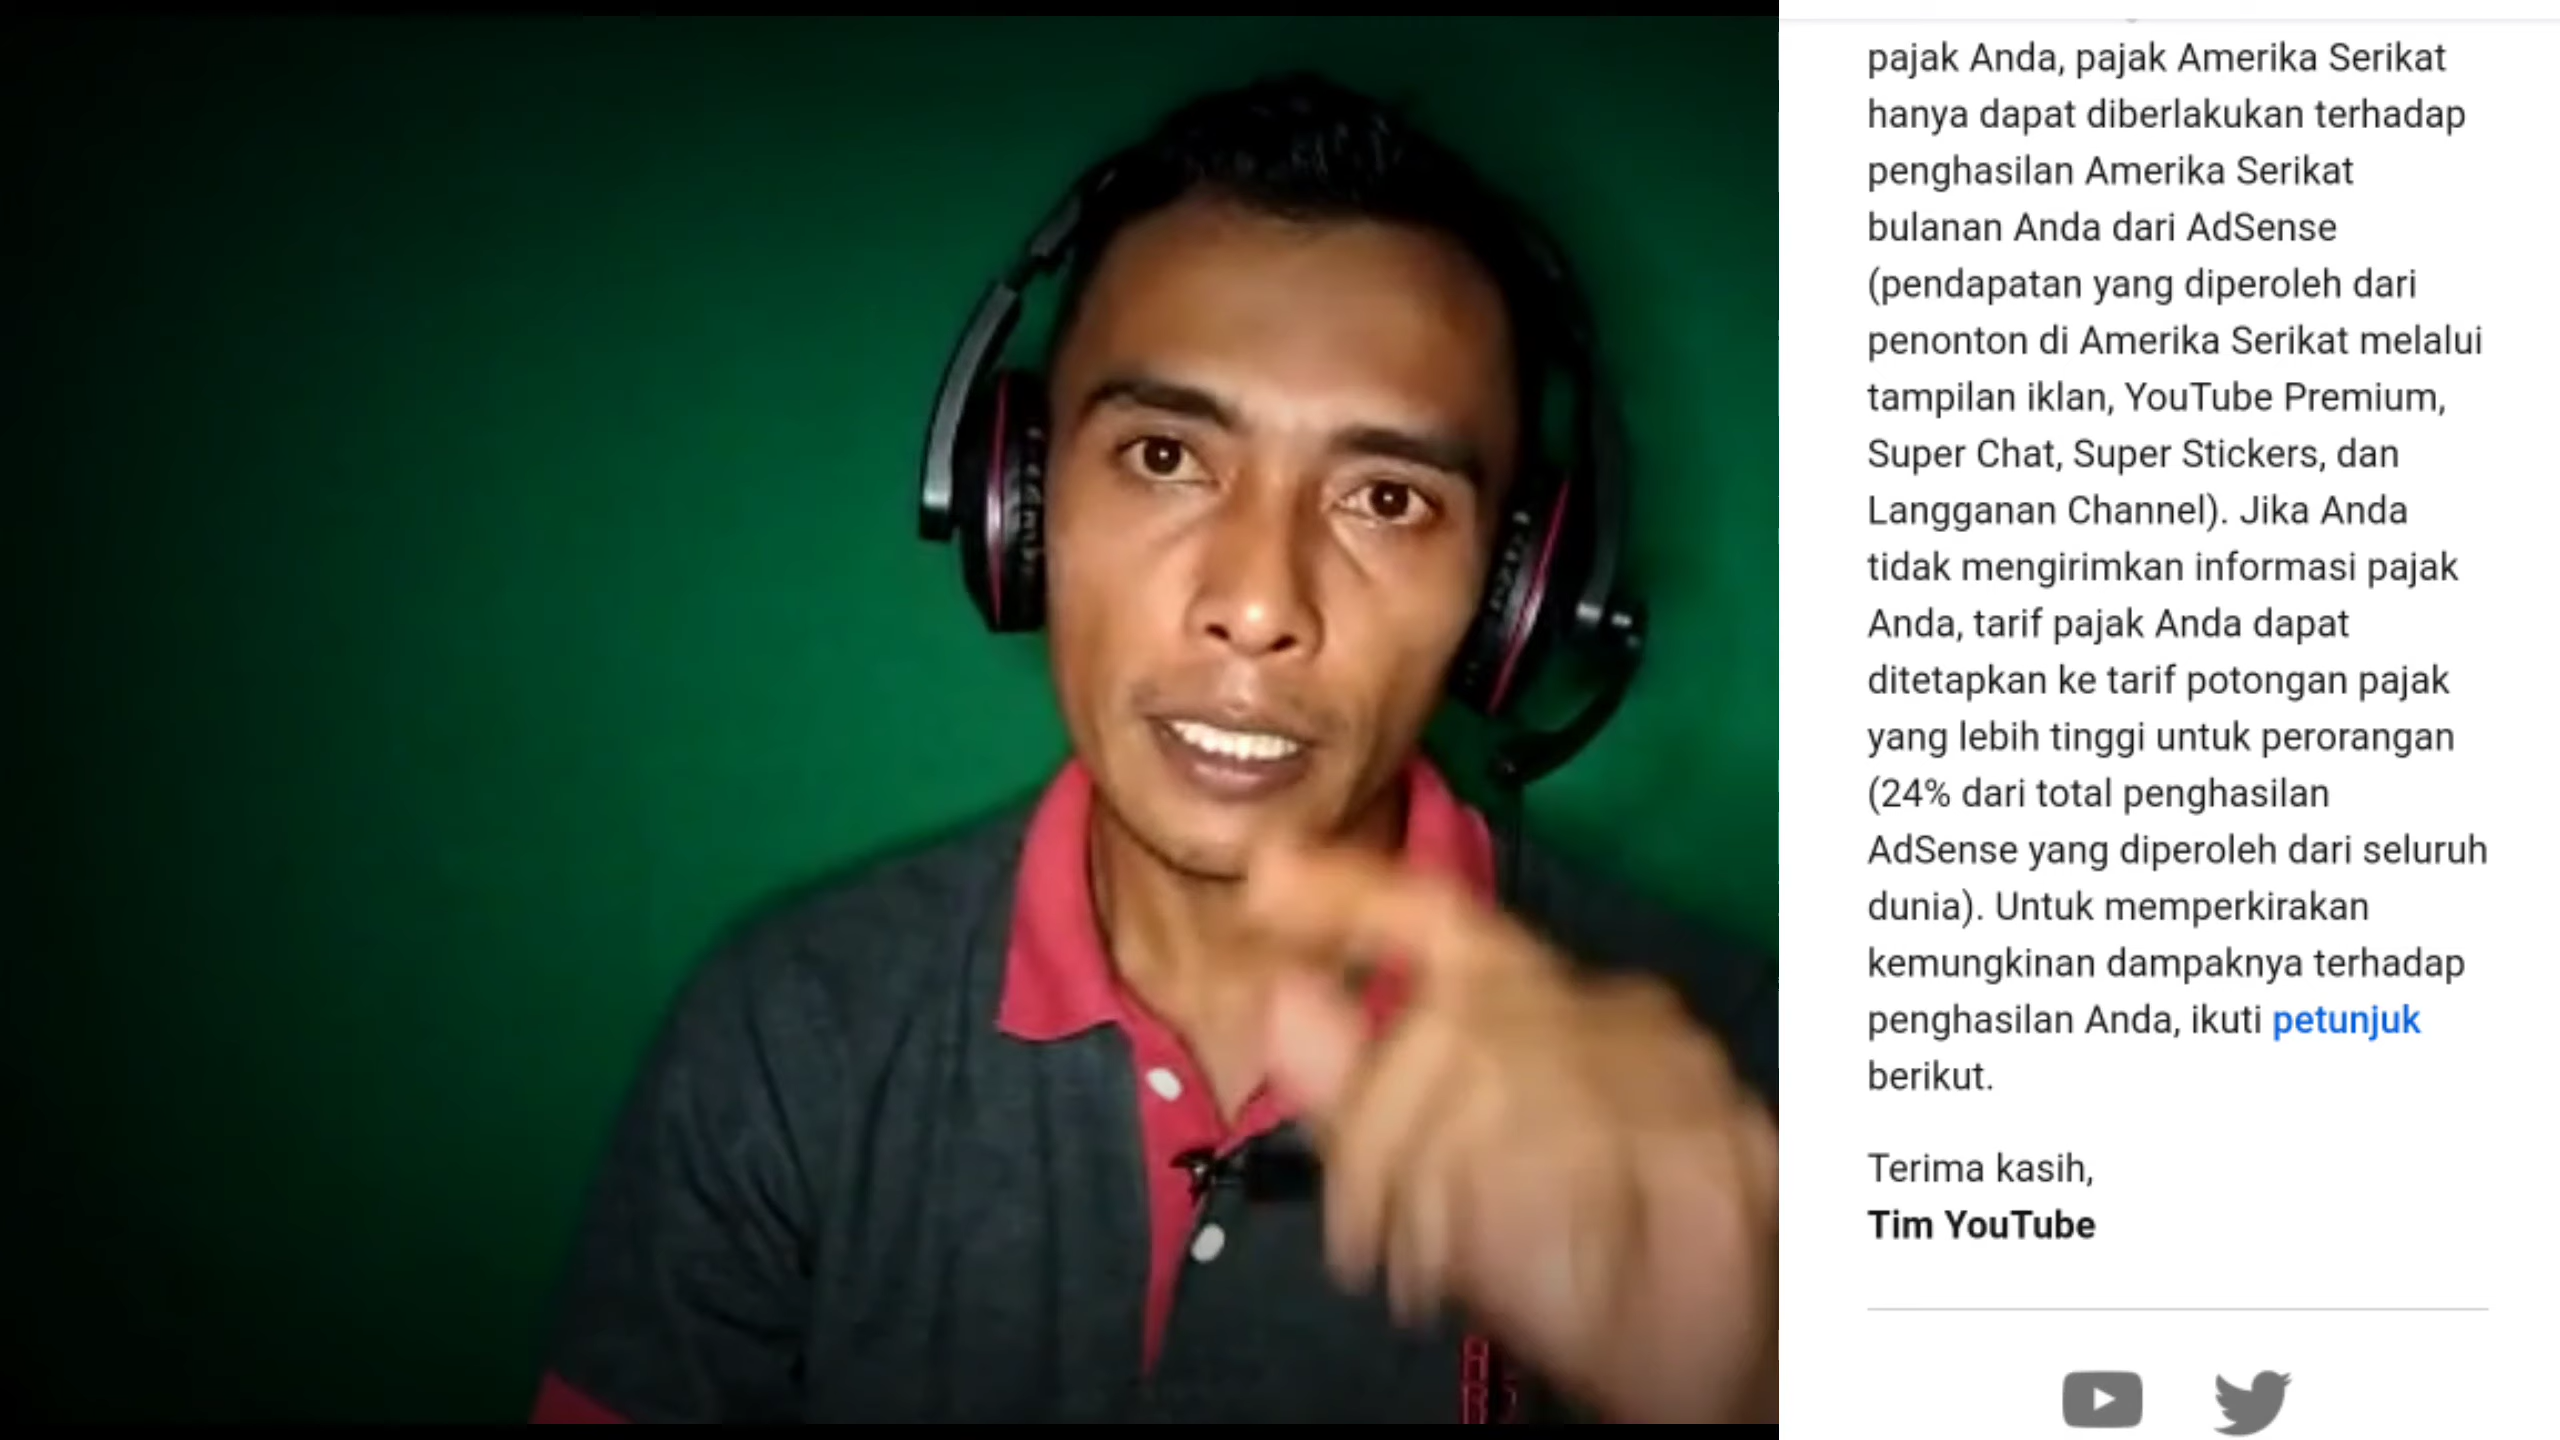 pajak Anda, pajak Amerika Serikat
hanya dapat diberlakukan terhadap
penghasilan Amerika Serikat
bulanan Anda dari AdSense
(pendapatan yang diperoleh dari
penonton di Amerika Serikat melalui
tampilan iklan, YouTube Premium,
Super Chat, Super Stickers, dan
Langganan Channel). Jika Anda
tidak mengirimkan informasi pajak
Anda, tarif pajak Anda dapat
ditetapkan ke tarif potongan pajak
yang lebih tinggi untuk perorangan
(24% dari total penghasilan
AdSense yang diperoleh dari seluruh
dunia). Untuk memperkirakan
kemungkinan dampaknya terhadap
penghasilan Anda, ikuti petunjuk
berikut.
Terima kasih,
Tim YouTube